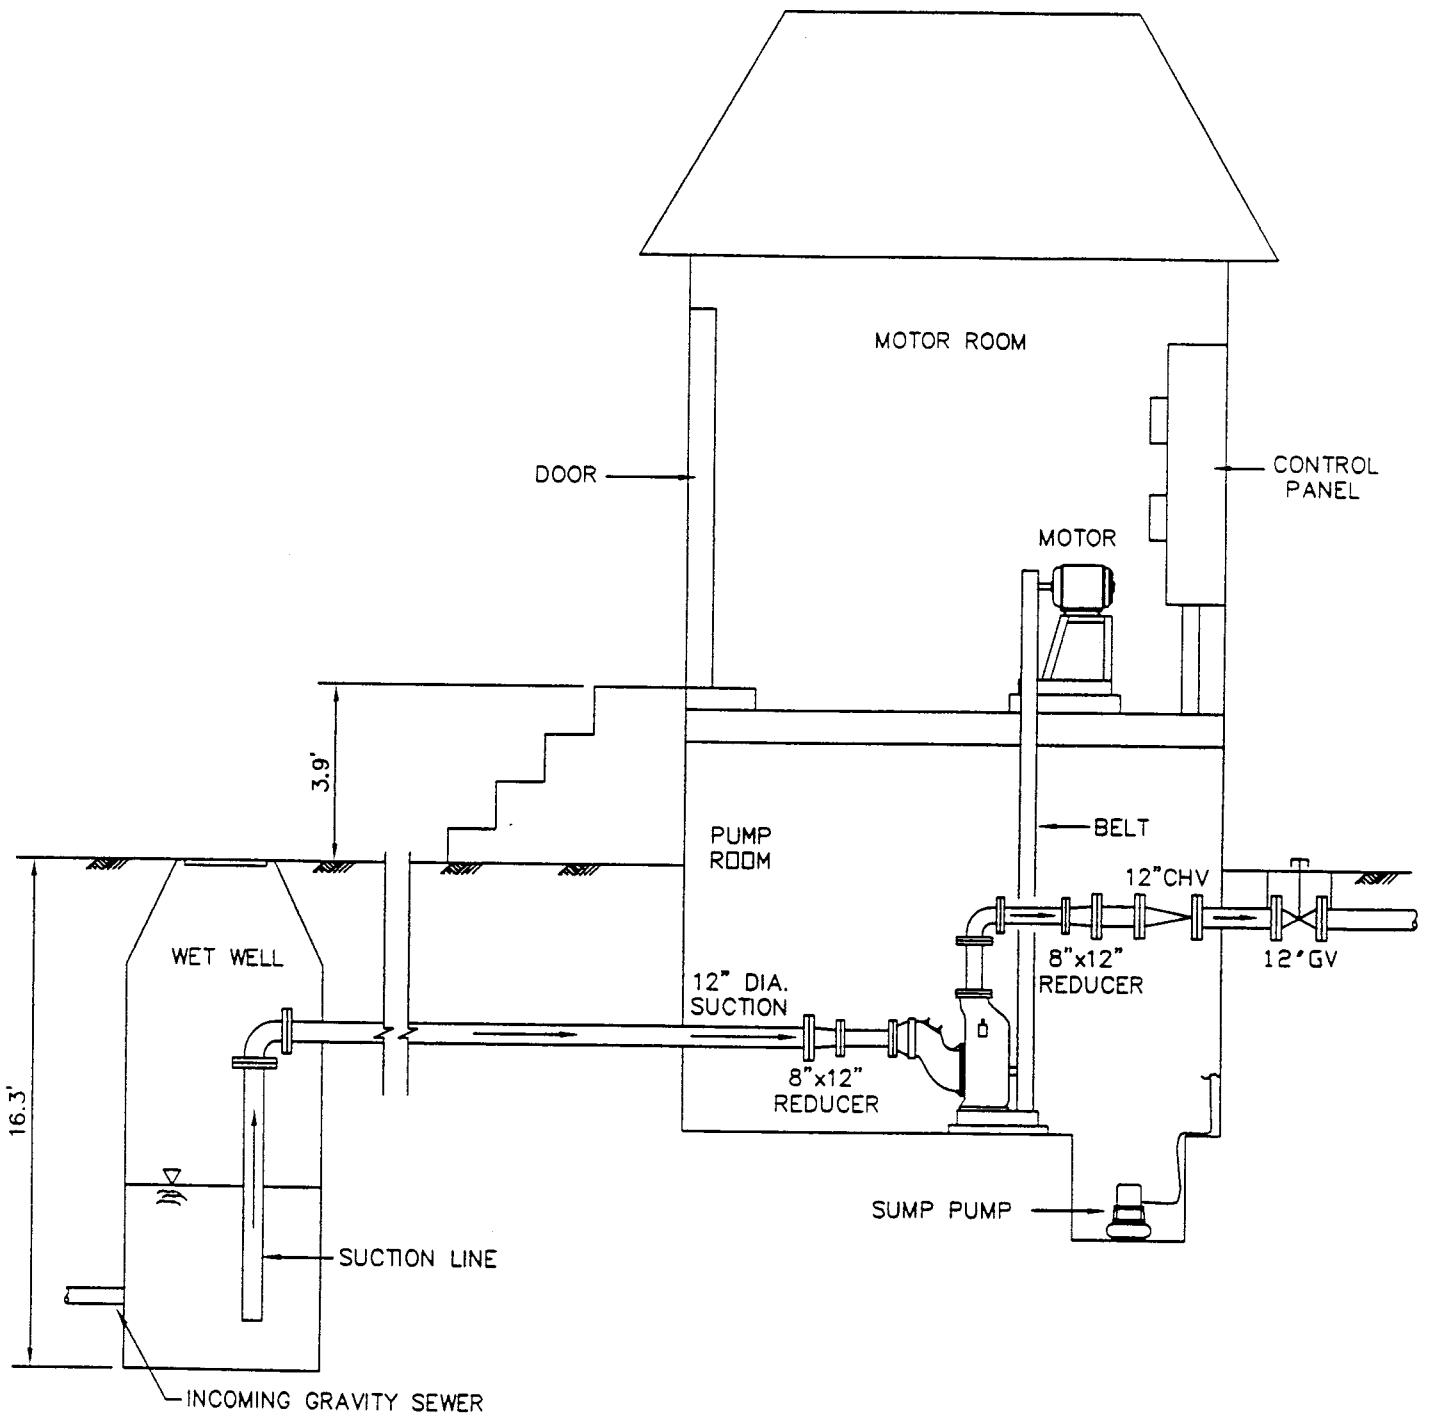 MOTOR ROOM
DOOR
CONTROL
PANEL
MOTOR
3.9'
PUMP
ROOM
BELT
12"CHV
WET WELL
12" DIA.
SUCTION
8"x12"
REDUCER
12"GV
8"x12"
REDUCER
16.3'
SUMP PUMP
SUCTION LINE
INCOMING GRAVITY SEWER